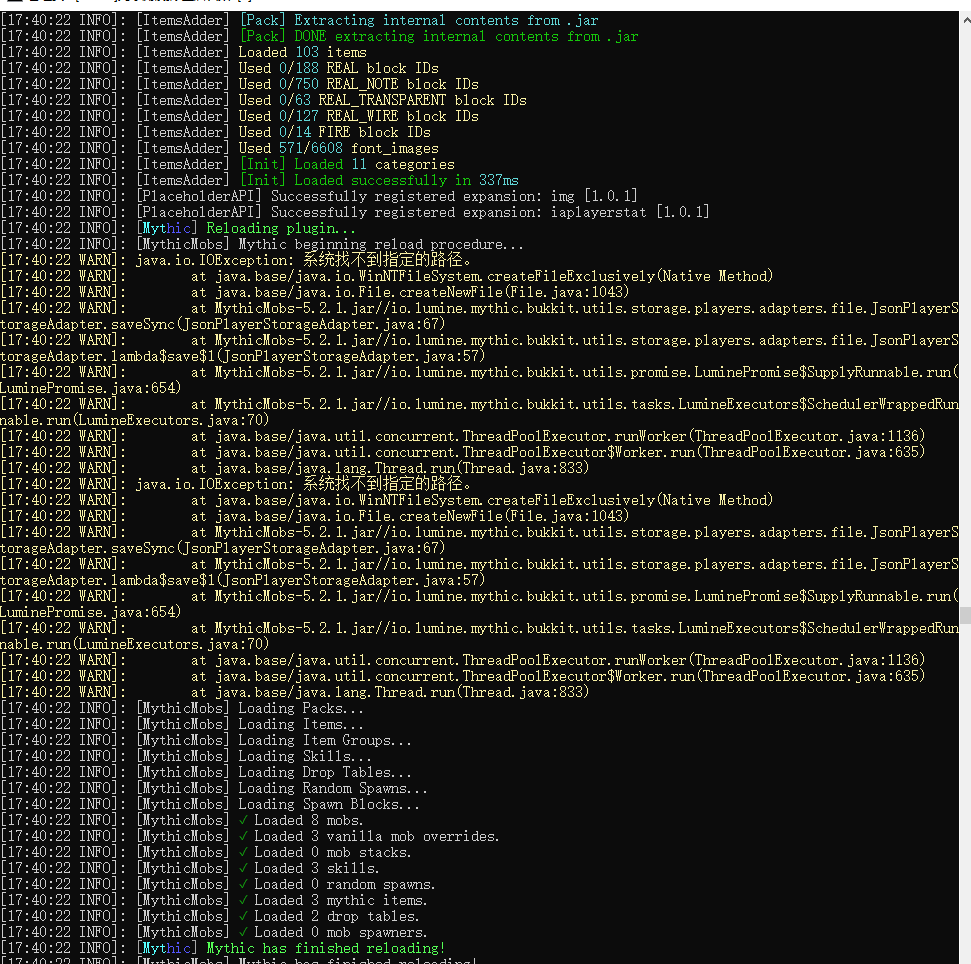 [17:40:22 INFO]: [ItemsAdder] [Pack] Extracting internal contents from .jar
[17:40:22 INFO]: [ItemsAdder] [Pack] DONE extracting internal contents from .jar
[17:40:22 INFO]: [ItemsAdder] Loaded 103 items
[17:40:22 INFO]: [ItemsAdder] Used 0/188 REAL block IDs
[17:40:22 INFO]: [ItemsAdder] Used 0/750 REAL_NOTE block IDs
[17:40:22 INFO]: [ItemsAdder] Used 0/63 REAL_TRANSPARENT block IDs
[17:40:22 INFO]: [ItemsAdder] Used 0/127 REAL_WIRE block IDs
[17:40:22 INFO]: [ItemsAdder] Used 0/14 FIRE block IDs
[17:40:22 INFO]: [ItemsAdder] Used 571/6608 font_images
[17:40:22 INFO]: [ItemsAdder] [Init] Loaded 11 categories
[17:40:22 INFO]: [ItemsAdder] [Init] Loaded successfully in 337ms
[17:40:22 INFO]: [PlaceholderAPI] Successfully registered expansion: img [1.0.1]
[17:40:22 INFO]: [PlaceholderAPI] Successfully registered expansion: iaplayerstat [1.0.1]
[17:40:22 INFO]: [Mythic] Reloading plugin...
[17:40:22 INFO]: [MythicMobs] Mythic beginning reload procedure...
[17:40:22 WARN]: java.io.IOException: 系统找不到指定的路径。
[17:40:22 WARN]:        at java.base/java.io.WinNTFileSystem.createFileExclusively(Native Method)
[17:40:22 WARN]:        at java.base/java.io.File.createNewFile(File.java:1043)
[17:40:22 WARN]:        at MythicMobs-5.2.1.jar//io.lumine.mythic.bukkit.utils.storage.players.adapters.file.JsonPlayerS
torageAdapter.saveSync(JsonPlayerStorageAdapter.java:67)
[17:40:22 WARN]:        at MythicMobs-5.2.1.jar//io.lumine.mythic.bukkit.utils.storage.players.adapters.file.JsonPlayerS
torageAdapter.lambda$save$1(JsonPlayerStorageAdapter.java:57)
[17:40:22 WARN]:        at MythicMobs-5.2.1.jar//io.lumine.mythic.bukkit.utils.promise.LuminePromise$SupplyRunnable.run(
LuminePromise.java:654)
[17:40:22 WARN]:        at MythicMobs-5.2.1.jar//io.lumine.mythic.bukkit.utils.tasks.LumineExecutors$SchedulerWrappedRun
nable.run(LumineExecutors.java:70)
[17:40:22 WARN]:        at java.base/java.util.concurrent.ThreadPoolExecutor.runWorker(ThreadPoolExecutor.java:1136)
[17:40:22 WARN]:        at java.base/java.util.concurrent.ThreadPoolExecutor$Worker.run(ThreadPoolExecutor.java:635)
[17:40:22 WARN]:        at java.base/java.lang.Thread.run(Thread.java:833)
[17:40:22 WARN]: java.io.IOException: 系统找不到指定的路径。
[17:40:22 WARN]:        at java.base/java.io.WinNTFileSystem.createFileExclusively(Native Method)
[17:40:22 WARN]:        at java.base/java.io.File.createNewFile(File.java:1043)
[17:40:22 WARN]:        at MythicMobs-5.2.1.jar//io.lumine.mythic.bukkit.utils.storage.players.adapters.file.JsonPlayerS
torageAdapter.saveSync(JsonPlayerStorageAdapter.java:67)
[17:40:22 WARN]:        at MythicMobs-5.2.1.jar//io.lumine.mythic.bukkit.utils.storage.players.adapters.file.JsonPlayerS
torageAdapter.lambda$save$1(JsonPlayerStorageAdapter.java:57)
[17:40:22 WARN]:        at MythicMobs-5.2.1.jar//io.lumine.mythic.bukkit.utils.promise.LuminePromise$SupplyRunnable.run(
LuminePromise.java:654)
[17:40:22 WARN]:        at MythicMobs-5.2.1.jar//io.lumine.mythic.bukkit.utils.tasks.LumineExecutors$SchedulerWrappedRun
nable.run(LumineExecutors.java:70)
[17:40:22 WARN]:        at java.base/java.util.concurrent.ThreadPoolExecutor.runWorker(ThreadPoolExecutor.java:1136)
[17:40:22 WARN]:        at java.base/java.util.concurrent.ThreadPoolExecutor$Worker.run(ThreadPoolExecutor.java:635)
[17:40:22 WARN]:        at java.base/java.lang.Thread.run(Thread.java:833)
[17:40:22 INFO]: [MythicMobs] Loading Packs...
[17:40:22 INFO]: [MythicMobs] Loading Items...
[17:40:22 INFO]: [MythicMobs] Loading Item Groups...
[17:40:22 INFO]: [MythicMobs] Loading Skills...
[17:40:22 INFO]: [MythicMobs] Loading Drop Tables...
[17:40:22 INFO]: [MythicMobs] Loading Random Spawns...
[17:40:22 INFO]: [MythicMobs] Loading Spawn Blocks...
[17:40:22 INFO]: [MythicMobs] ✓ Loaded 8 mobs.
[17:40:22 INFO]: [MythicMobs] ✓ Loaded 3 vanilla mob overrides.
[17:40:22 INFO]: [MythicMobs] ✓ Loaded 0 mob stacks.
[17:40:22 INFO]: [MythicMobs] ✓ Loaded 3 skills.
[17:40:22 INFO]: [MythicMobs] ✓ Loaded 0 random spawns.
[17:40:22 INFO]: [MythicMobs] ✓ Loaded 3 mythic items.
[17:40:22 INFO]: [MythicMobs] ✓ Loaded 2 drop tables.
[17:40:22 INFO]: [MythicMobs] ✓ Loaded 0 mob spawners.
[17:40:22 INFO]: [Mythic] Mythic has finished reloading!
[17:40:22 INFO]: [MythicMobs] Mythic has finished reloading!